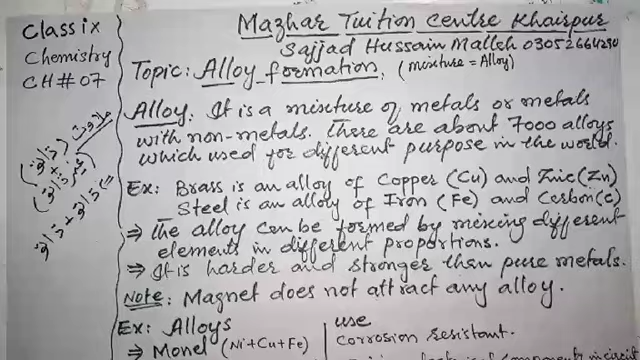 Class ix
Chemistry
CH#07
Mazhar Tuition Centre Khairpur
Sajjad Hussain Malleh 03052664290
Topic: Alloy formation. (mixture = Alloy)
Alloy. It is a mixture of metals or metals
with non-metals. There are about 7000 alloys
which used for different purpose in the world.
Ex: Brass is an alloy of Copper (Cu) and Zinc (Zn)
Steel is an alloy of Iron (Fe) and Carbon (C)
⇒ The alloy can be formed by mixing different
elements in different proportions.
⇒ It is harder and stronger than pure metals.
Note: Magnet does not attract any alloy.
Ex: Alloys | use
⇒ Monel (Ni+Cu+Fe) | Corrosion resistant.